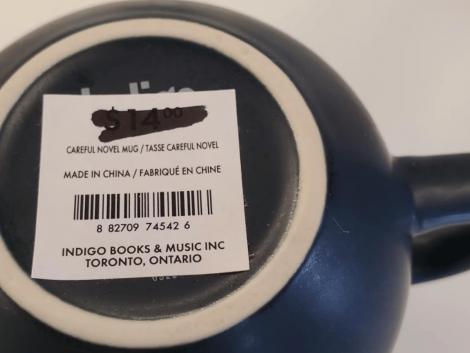 Indigo
$14.00
CAREFUL NOVEL MUG / TASSE CAREFUL NOVEL
MADE IN CHINA / FABRIQUÉ EN CHINE
8 82709 74542 6
INDIGO BOOKS & MUSIC INC
TORONTO, ONTARIO